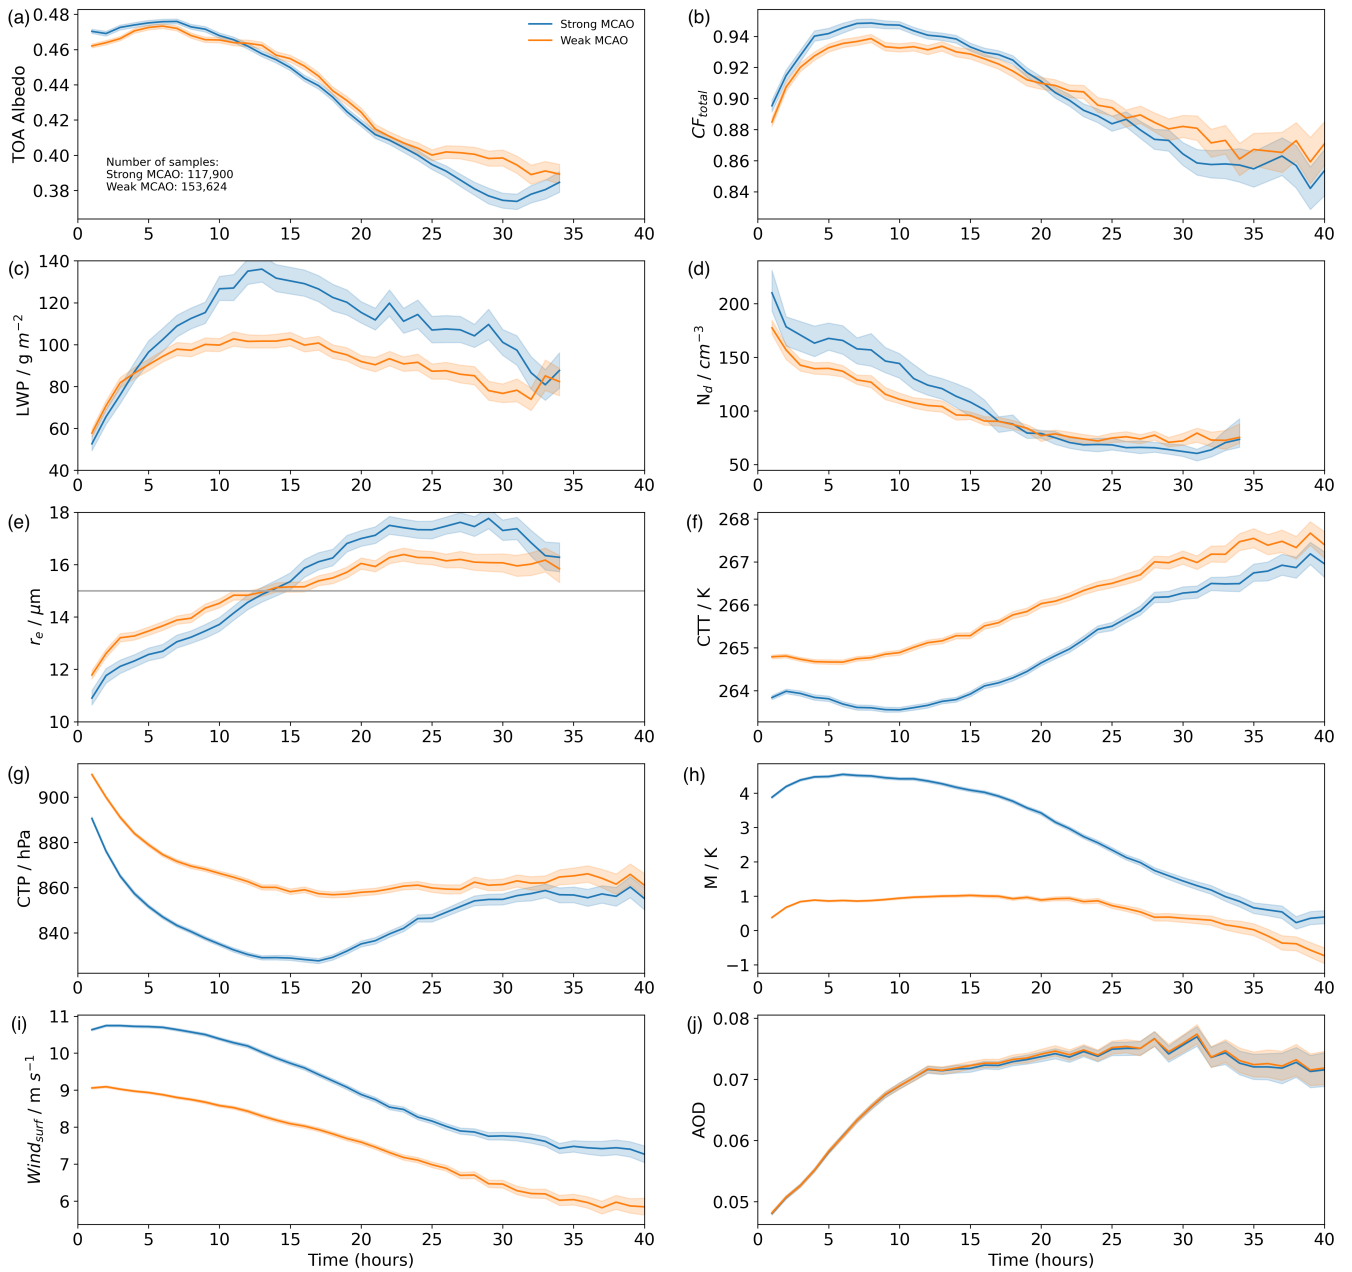 (a)
TOA Albedo
0.48
0.46
0.44
0.42
0.40
0.38
Strong MCAO
Weak MCAO
Number of samples:
Strong MCAO: 117,900
Weak MCAO: 153,624
0 5 10 15 20 25 30 35 40
(b)
CF_total
0.94
0.92
0.90
0.88
0.86
0.84
0 5 10 15 20 25 30 35 40
(c)
LWP / g m⁻²
140
120
100
80
60
40
0 5 10 15 20 25 30 35 40
(d)
N_d / cm⁻³
200
150
100
50
0 5 10 15 20 25 30 35 40
(e)
r_e / μm
18
16
14
12
10
0 5 10 15 20 25 30 35 40
(f)
CTT / K
268
267
266
265
264
0 5 10 15 20 25 30 35 40
(g)
CTP / hPa
900
880
860
840
0 5 10 15 20 25 30 35 40
(h)
M / K
4
3
2
1
0
−1
0 5 10 15 20 25 30 35 40
(i)
Wind_surf / m s⁻¹
11
10
9
8
7
6
0 5 10 15 20 25 30 35 40
Time (hours)
(j)
AOD
0.08
0.07
0.06
0.05
0 5 10 15 20 25 30 35 40
Time (hours)